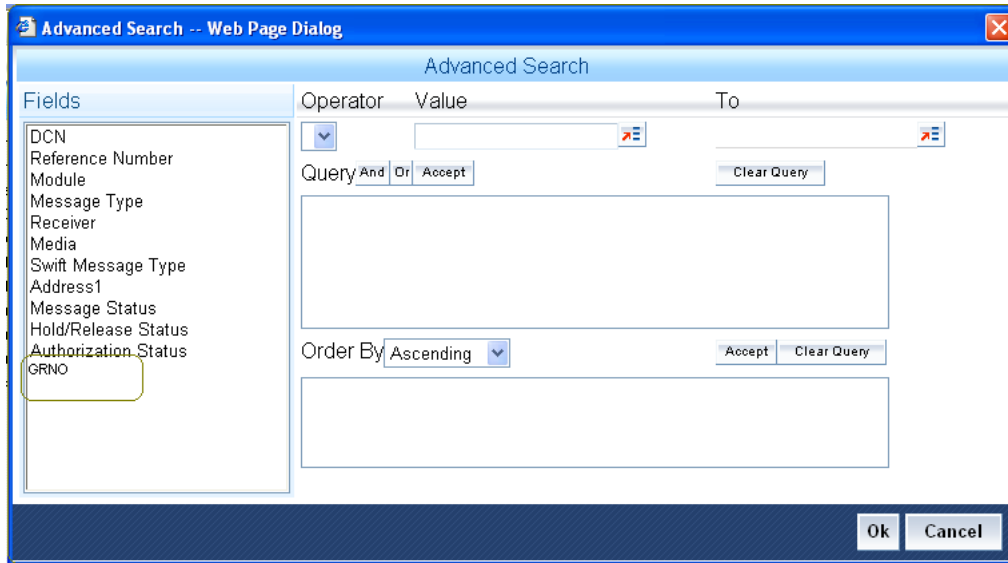 Advanced Search -- Web Page Dialog
Advanced Search
Fields
Operator Value To
DCN
Reference Number
Module
Message Type
Receiver
Media
Swift Message Type
Address1
Message Status
Hold/Release Status
Authorization Status
GRNO
Query And Or Accept Clear Query
Order By Ascending Accept Clear Query
Ok Cancel